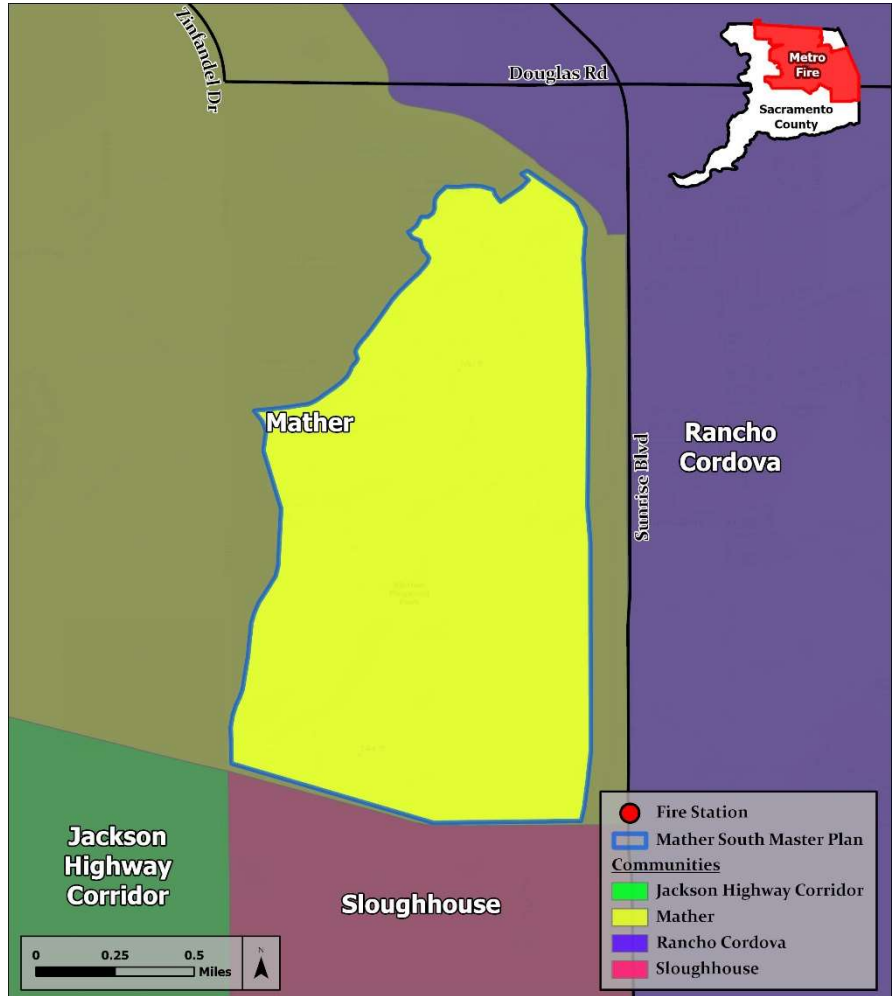 Zinfandel Dr
Douglas Rd
Metro
Fire
Sacramento
County
Mather
Rancho
Cordova
Sunrise Blvd
Jackson
Highway
Corridor
Sloughhouse
Fire Station
Mather South Master Plan
Communities
Jackson Highway Corridor
Mather
Rancho Cordova
Sloughhouse
0 0.25 0.5
Miles
N